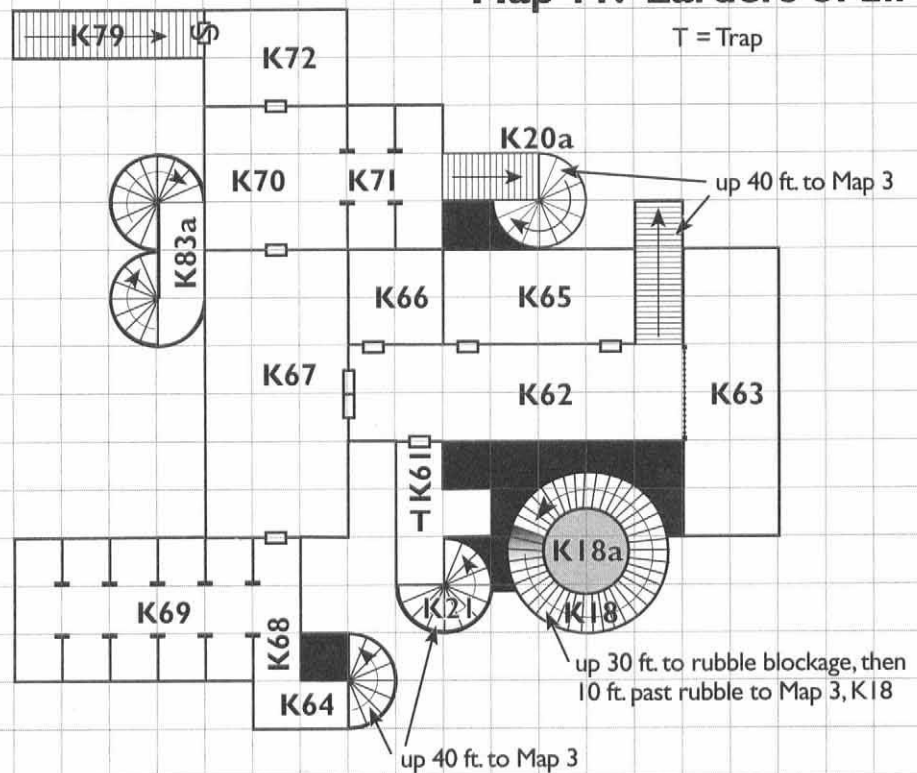 Map 11: Larders of
T = Trap
K79
S
K72
K20a
K70
K71
up 40 ft. to Map 3
K83a
K66
K65
K67
K62
K63
K61
T
K18a
K69
K68
K21
K18
up 30 ft. to rubble blockage, then
10 ft. past rubble to Map 3, K18
K64
up 40 ft. to Map 3